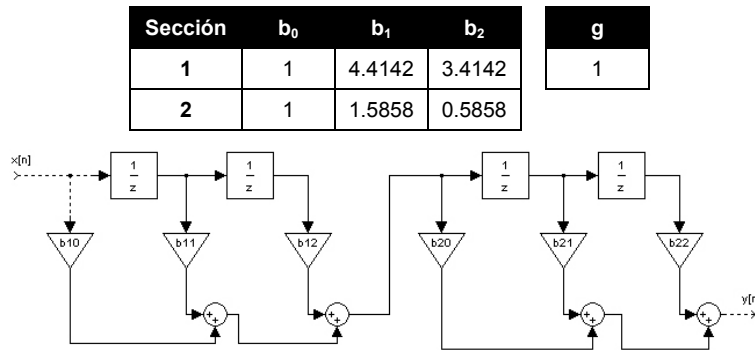 Sección b₀ b₁ b₂ g
1 1 4.4142 3.4142 1
2 1 1.5858 0.5858
x[n]
1 1 1 1
z z z z
b10 b11 b12 b20 b21 b22
+ + + +
+ + + +
y[n